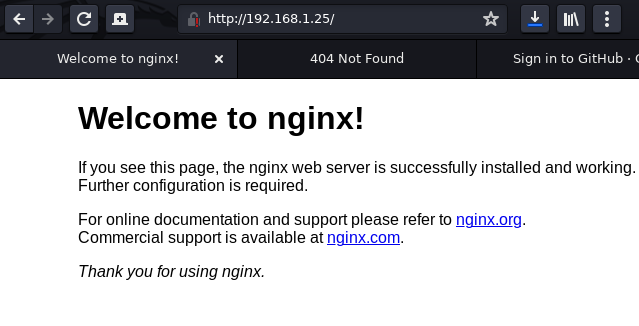 http://192.168.1.25/
Welcome to nginx!
404 Not Found
Sign in to GitHub ·
Welcome to nginx!
If you see this page, the nginx web server is successfully installed and working.
Further configuration is required.
For online documentation and support please refer to nginx.org.
Commercial support is available at nginx.com.
Thank you for using nginx.